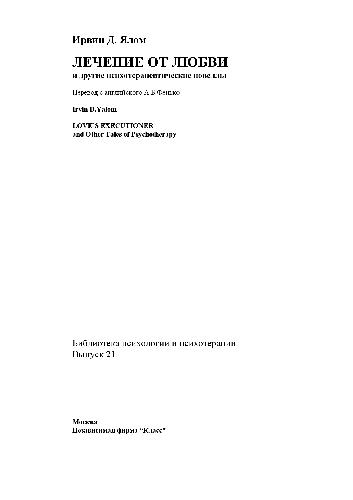 Ирвин Д. Ялом
ЛЕЧЕНИЕ ОТ ЛЮБВИ
и другие психотерапевтические новеллы
Перевод с английского А.Б.Фенько
Irvin D.Yalom
LOVE'S EXECUTIONER
and Other Tales of Psychotherapy
Библиотека психологии и психотерапии
Выпуск 21
Москва
Независимая фирма "Класс"